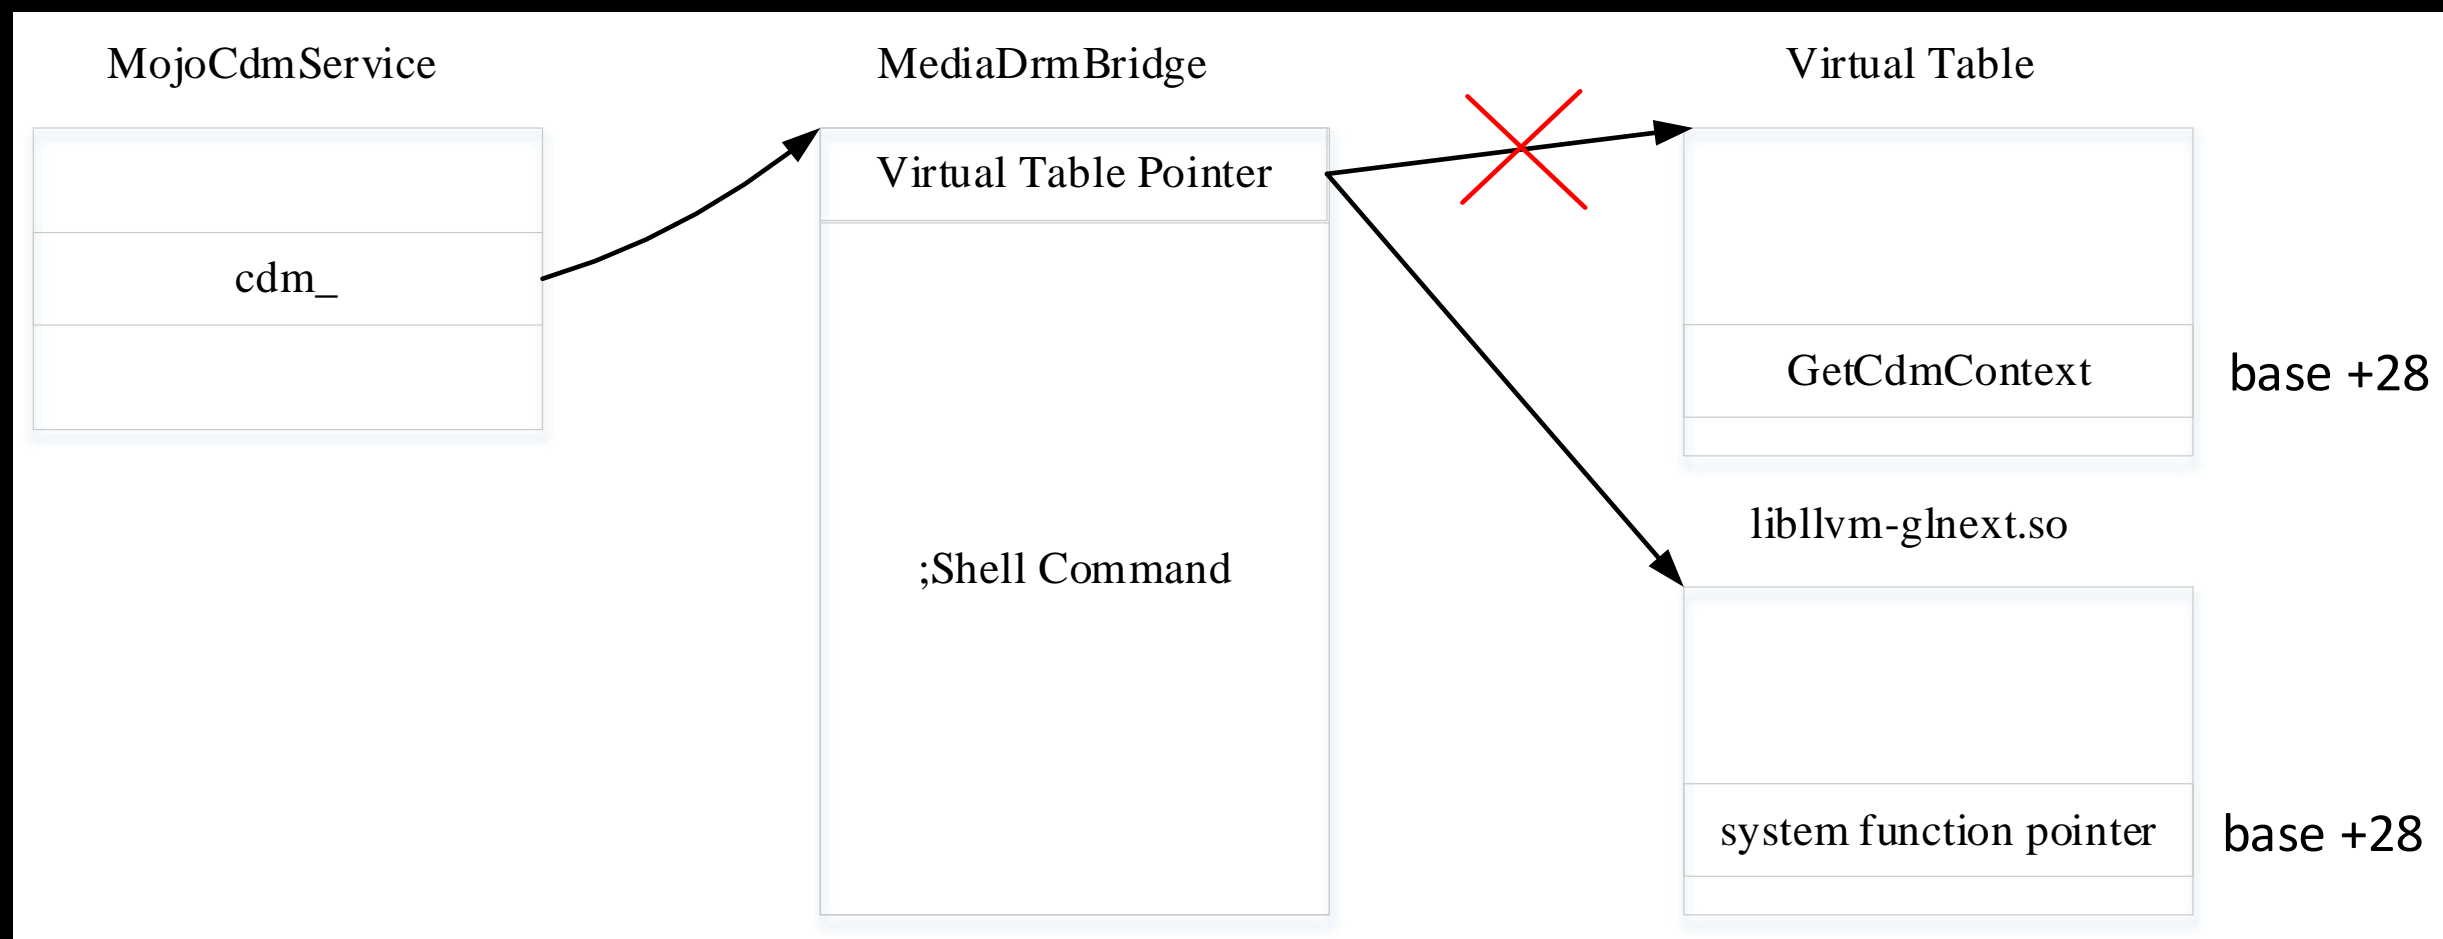 MojoCdmService
MediaDrmBridge
Virtual Table
Virtual Table Pointer
cdm_
GetCdmContext
base +28
libllvm-glnext.so
;Shell Command
system function pointer
base +28